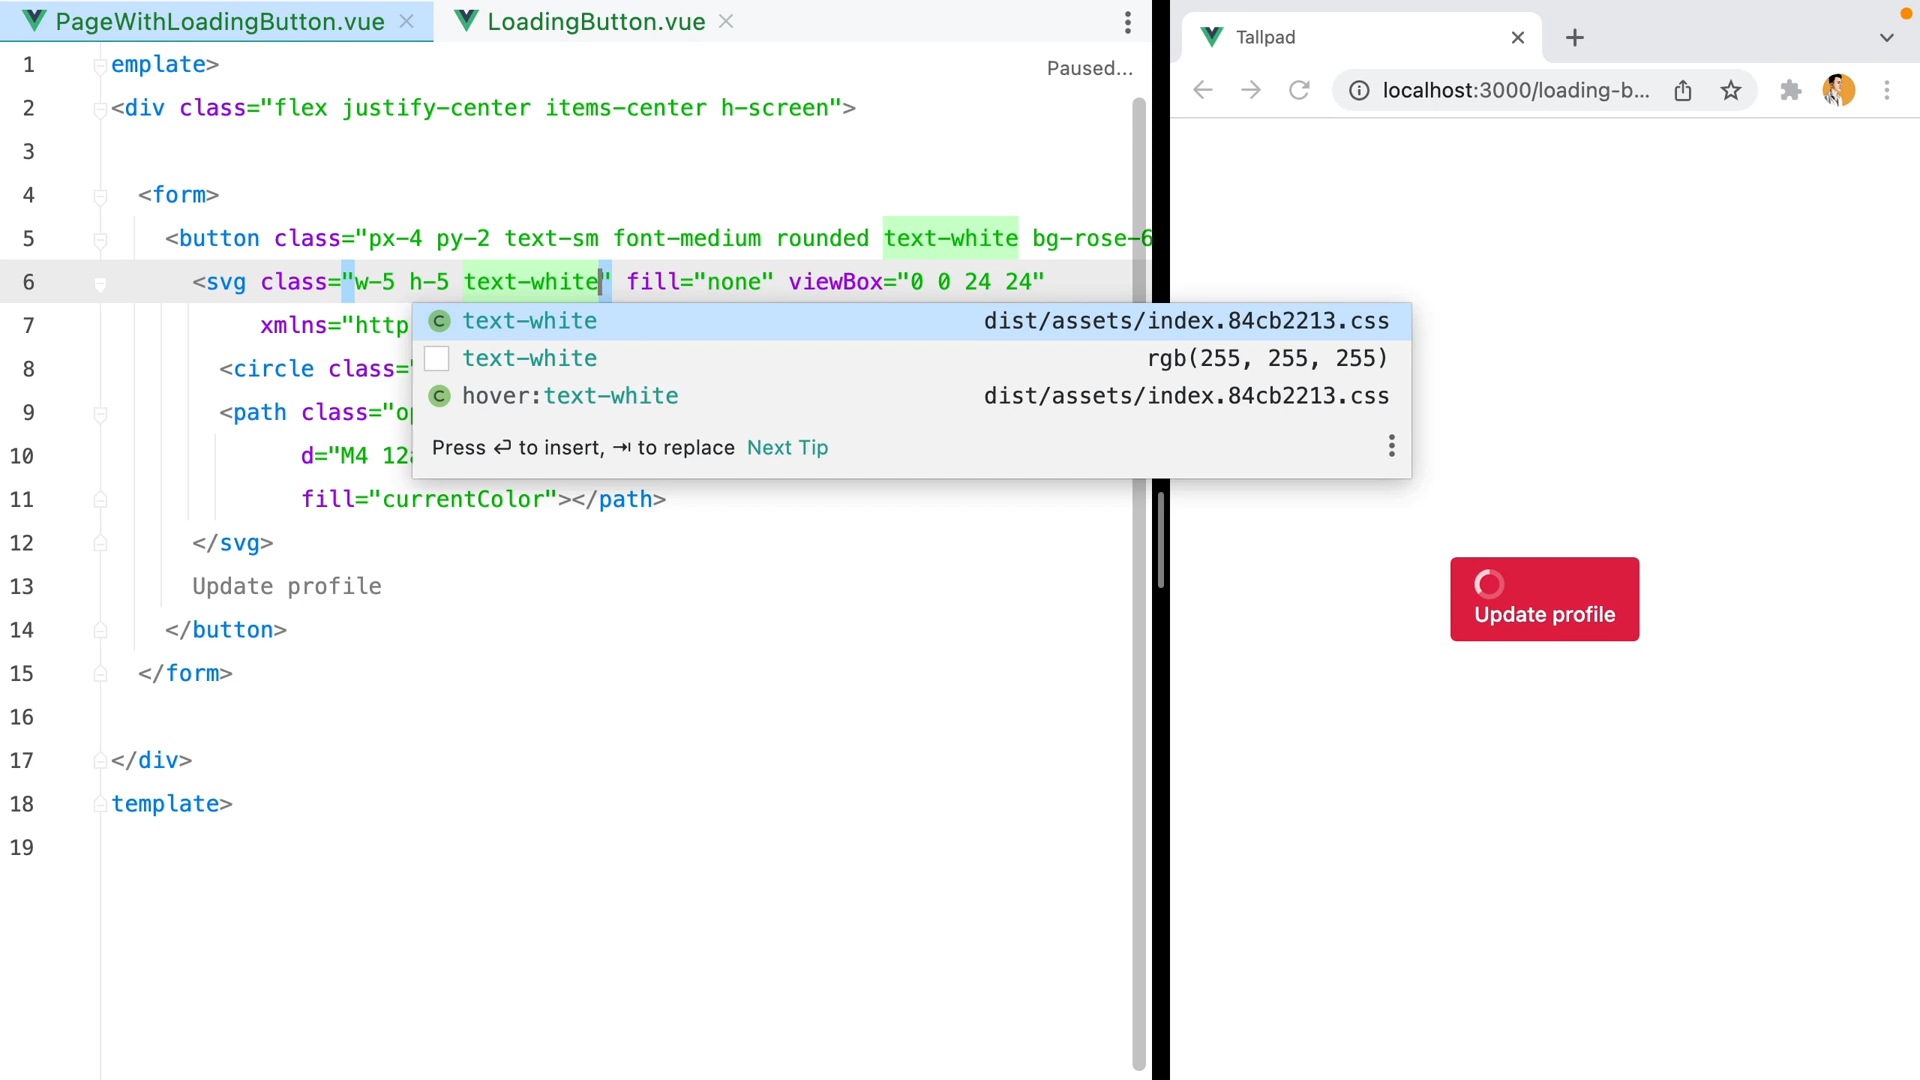 PageWithLoadingButton.vue
LoadingButton.vue
Paused...
1 emplate>
2 <div class="flex justify-center items-center h-screen">
3
4 <form>
5 <button class="px-4 py-2 text-sm font-medium rounded text-white bg-rose-6
6 <svg class="w-5 h-5 text-white" fill="none" viewBox="0 0 24 24"
7 xmlns="http
8 <circle class=
9 <path class="op
10 d="M4 12a
11 fill="currentColor"></path>
12 </svg>
13 Update profile
14 </button>
15 </form>
16
17 </div>
18 template>
19
text-white dist/assets/index.84cb2213.css
text-white rgb(255, 255, 255)
hover:text-white dist/assets/index.84cb2213.css
Press ⏎ to insert, ⇥ to replace Next Tip
Tallpad
localhost:3000/loading-b...
Update profile